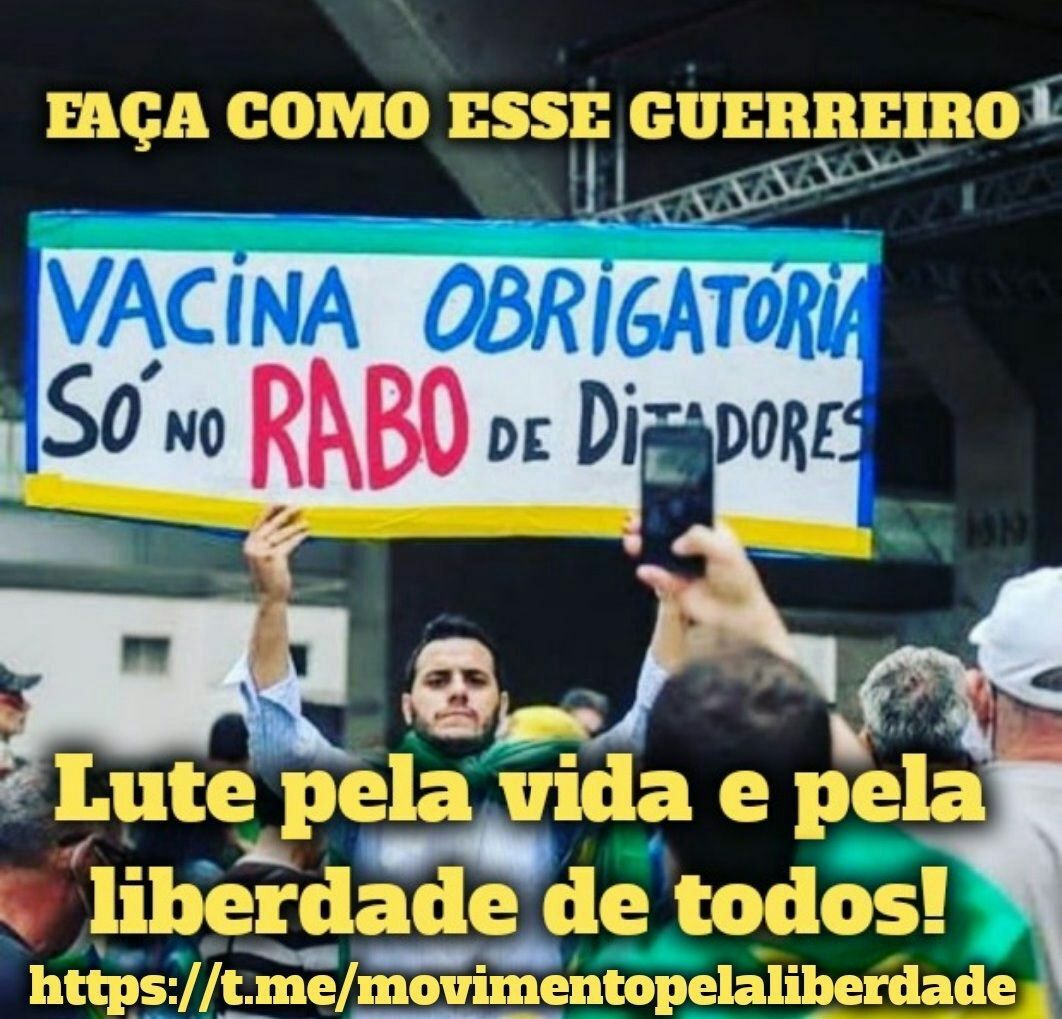 FAÇA COMO ESSE GUERREIRO
VACINA OBRIGATÓRIA
SÓ NO RABO DE DITADORES
Lute pela vida e pela
liberdade de todos!
https://t.me/movimentopelaliberdade